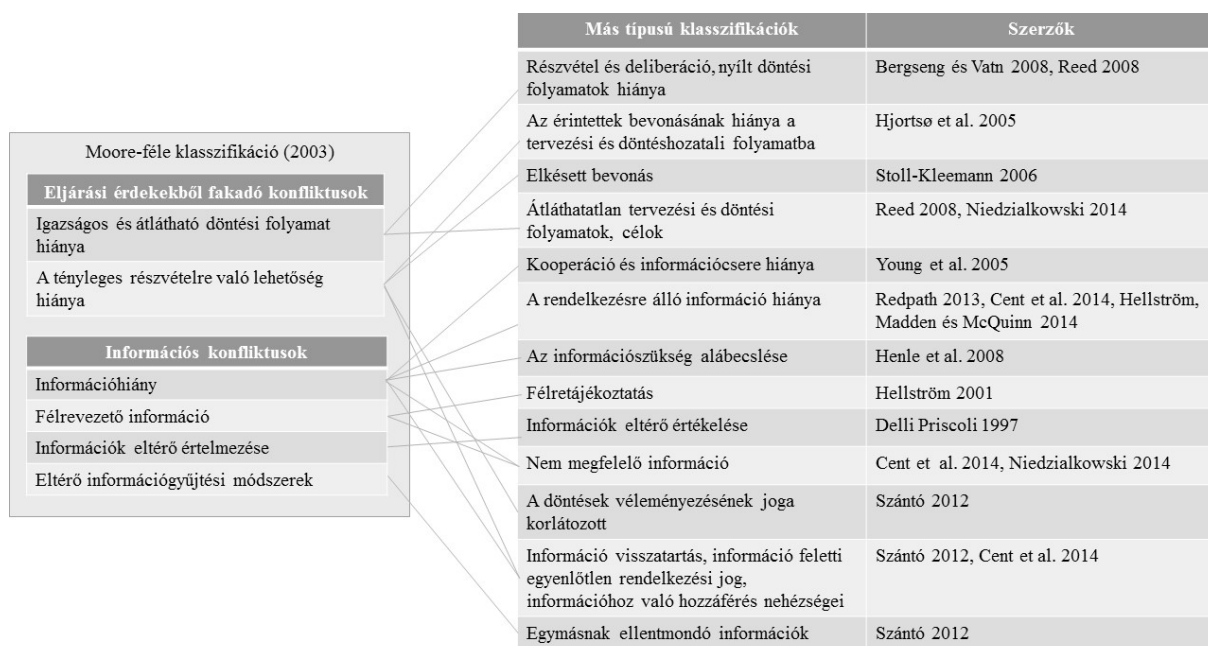 Moore-féle klasszifikáció (2003)
Eljárási érdekekből fakadó konfliktusok
Igazságos és átlátható döntési folyamat
hiánya
A tényleges részvételre való lehetőség
hiánya
Információs konfliktusok
Információhiány
Félrevezető információ
Információk eltérő értelmezése
Eltérő információgyűjtési módszerek
Más típusú klasszifikációk Szerzők
Részvétel és deliberáció, nyílt döntési Bergseng és Vatn 2008, Reed 2008
folyamatok hiánya
Az érintettek bevonásának hiánya a Hjortsø et al. 2005
tervezési és döntéshozatali folyamatba
Elkésett bevonás Stoll-Kleemann 2006
Átláthatatlan tervezési és döntési Reed 2008, Niedzialkowski 2014
folyamatok, célok
Kooperáció és információcsere hiánya Young et al. 2005
A rendelkezésre álló információ hiánya Redpath 2013, Cent et al. 2014, Hellström,
Madden és McQuinn 2014
Az információszükség alábecslése Henle et al. 2008
Félretájékoztatás Hellström 2001
Információk eltérő értékelése Delli Priscoli 1997
Nem megfelelő információ Cent et al. 2014, Niedzialkowski 2014
A döntések véleményezésének joga Szántó 2012
korlátozott
Információ visszatartás, információ feletti Szántó 2012, Cent et al. 2014
egyenlőtlen rendelkezési jog,
információhoz való hozzáférés nehézségei
Egymásnak ellentmondó információk Szántó 2012